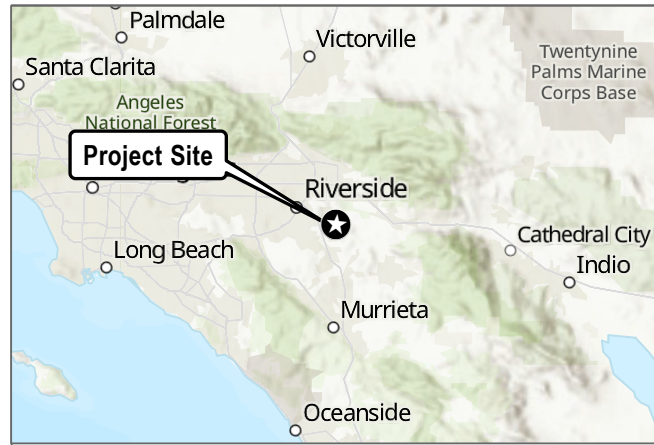 Palmdale
Victorville
Santa Clarita
Twentynine
Palms Marine
Corps Base
Angeles
National Forest
Project Site
Riverside
Cathedral City
Long Beach
Indio
Murrieta
Oceanside